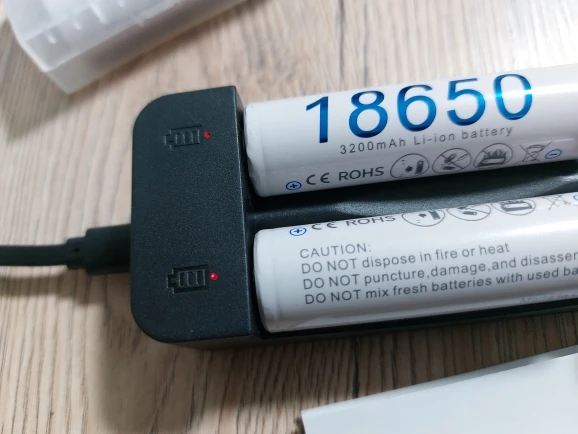 18650
3200mAh Li-ion battery
CE ROHS
CE ROHS
CAUTION:
DO NOT dispose in fire or heat
DO NOT puncture,damage,and disassem
DO NOT mix fresh batteries with used ba